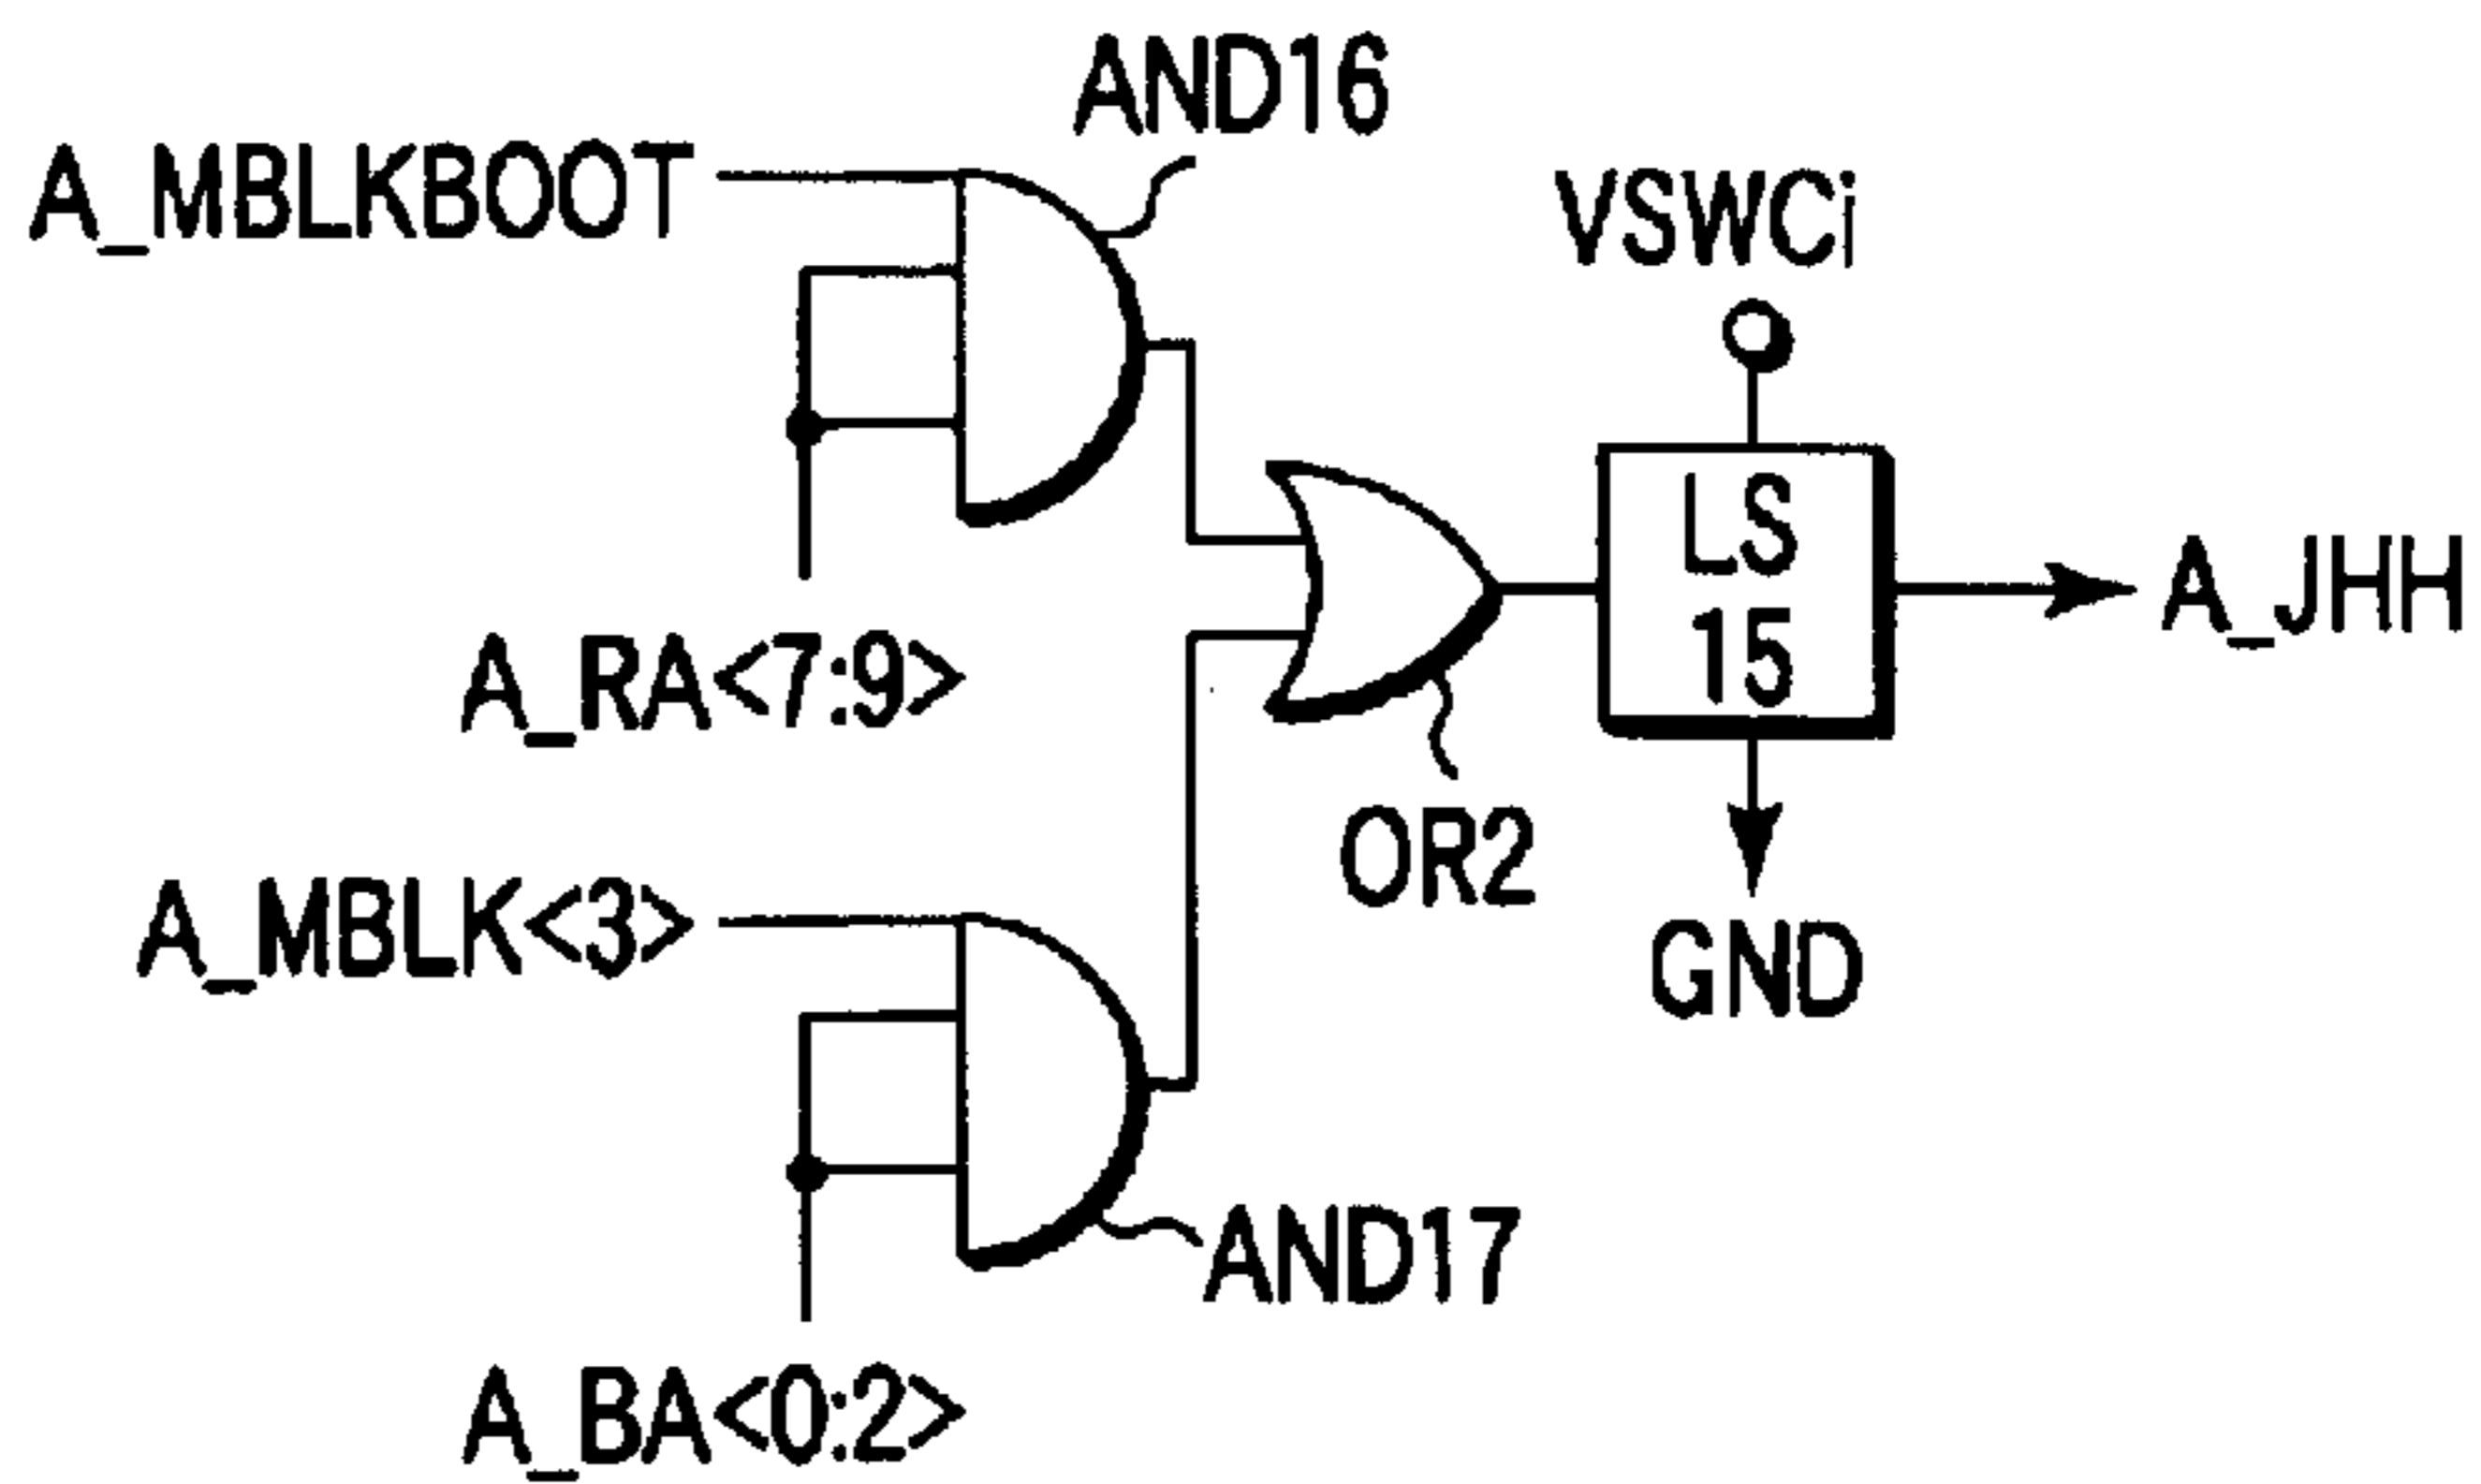 AND16
A_MBLKBOOT
VSWCi
LS
15
A_JHH
A_RA<7:9>
OR2
A_MBLK<3>
GND
AND17
A_BA<0:2>